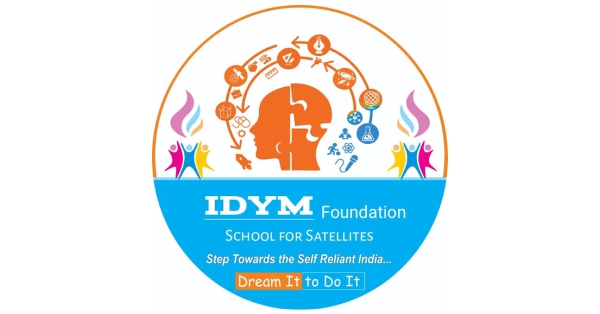 IDYM Foundation
SCHOOL FOR SATELLITES
Step Towards the Self Reliant India...
Dream It to Do It